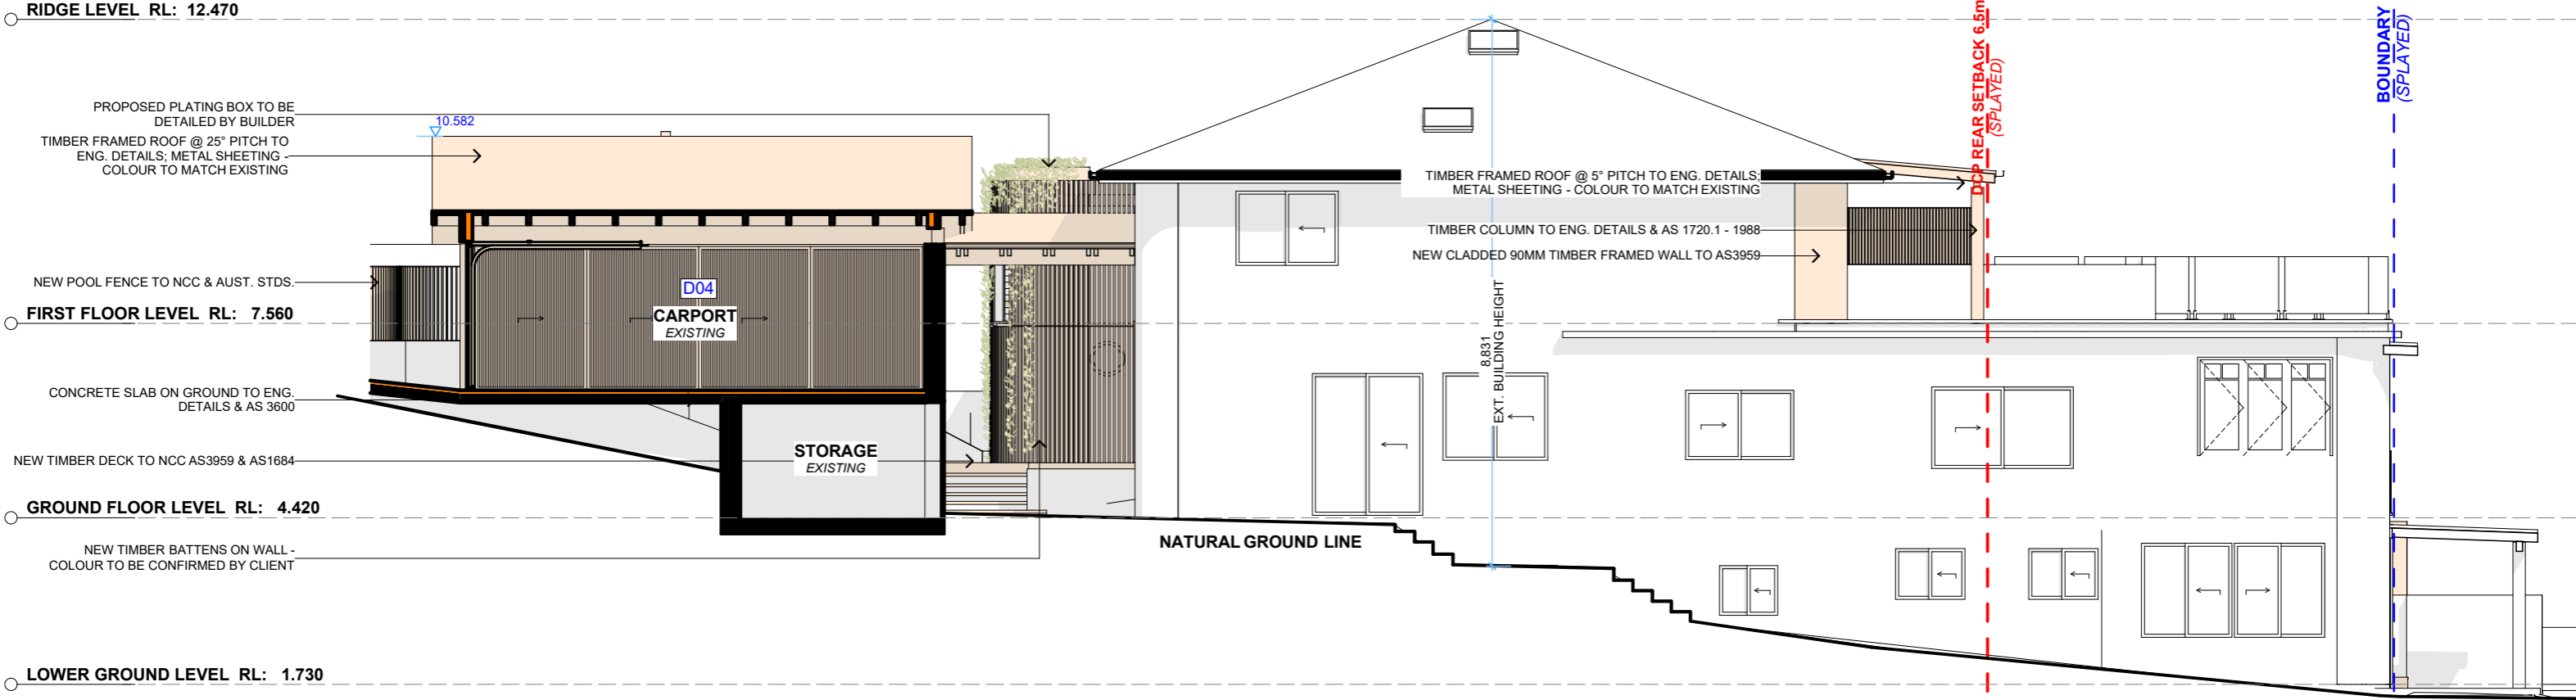 RIDGE LEVEL RL: 12.470
PROPOSED PLATING BOX TO BE
DETAILED BY BUILDER
10.582
TIMBER FRAMED ROOF @ 25° PITCH TO
ENG. DETAILS; METAL SHEETING -
COLOUR TO MATCH EXISTING
NEW POOL FENCE TO NCC & AUST. STDS.
FIRST FLOOR LEVEL RL: 7.560
CONCRETE SLAB ON GROUND TO ENG.
DETAILS & AS 3600
NEW TIMBER DECK TO NCC AS3959 & AS1684
GROUND FLOOR LEVEL RL: 4.420
NEW TIMBER BATTENS ON WALL -
COLOUR TO BE CONFIRMED BY CLIENT
LOWER GROUND LEVEL RL: 1.730
D04
CARPORT
EXISTING
STORAGE
EXISTING
NATURAL GROUND LINE
8,831
EXT. BUILDING HEIGHT
TIMBER FRAMED ROOF @ 5° PITCH TO ENG. DETAILS;
METAL SHEETING - COLOUR TO MATCH EXISTING
TIMBER COLUMN TO ENG. DETAILS & AS 1720.1 - 1988
NEW CLADDED 90MM TIMBER FRAMED WALL TO AS3959
DCP REAR SETBACK 6.5m
(SPLAYED)
BOUNDARY
(SPLAYED)